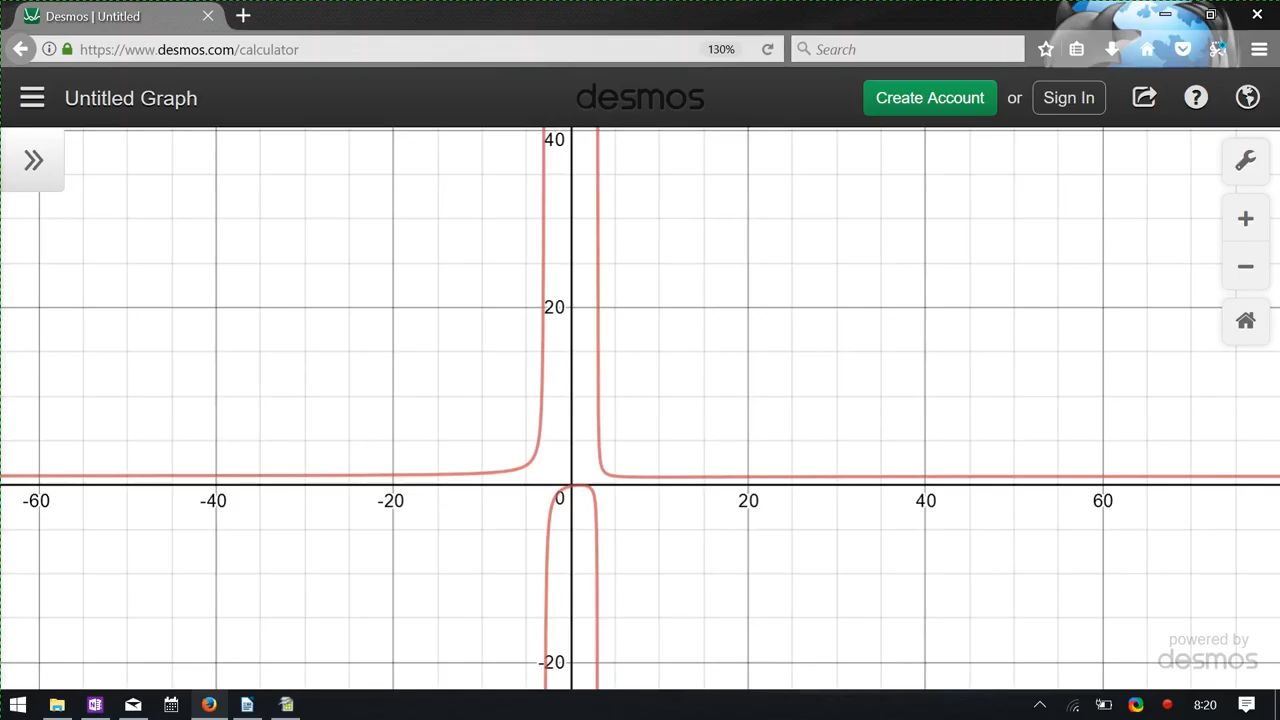 Desmos | Untitled
https://www.desmos.com/calculator
130%
Search
Untitled Graph
desmos
Create Account
or
Sign In
40
20
-60
-40
-20
0
20
40
60
-20
powered by
desmos
8:20